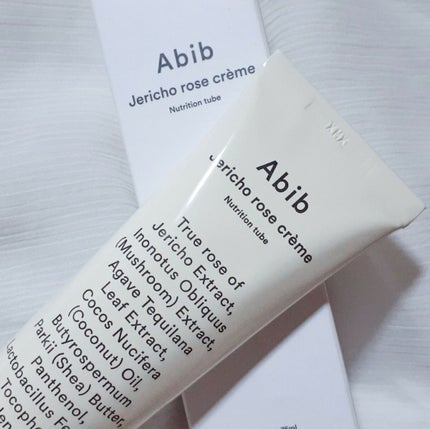 Abib
Jericho rose crème
Nutrition tube
Abib
Jericho rose crème
Nutrition tube
True rose of
Jericho Extract,
Inonotus Obliquus
(Mushroom) Extract,
Agave Tequilana
Leaf Extract,
Cocos Nucifera
(Coconut) Oil,
Butyrospermum
Parkii (Shea) Butter,
Panthenol,
Lactobacillus